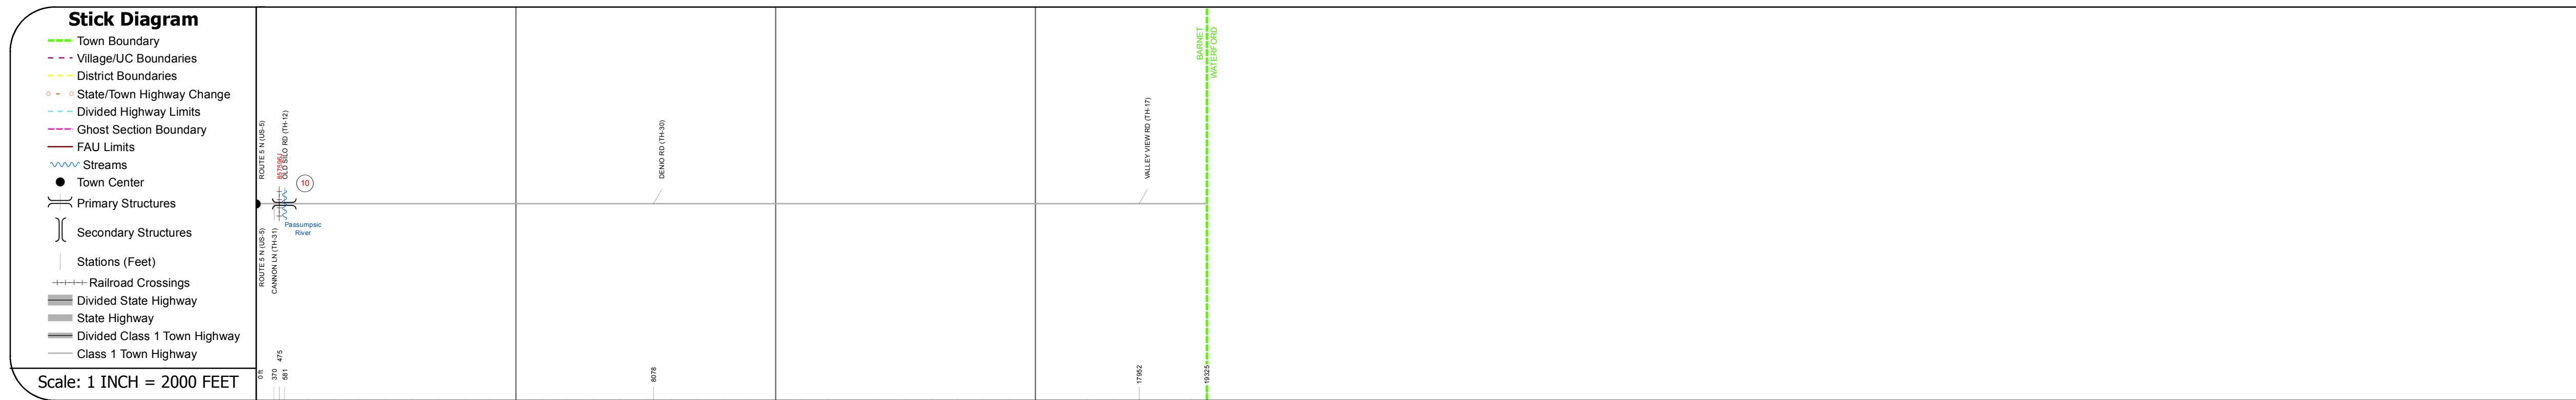 Stick Diagram
Town Boundary
Village/UC Boundaries
District Boundaries
State/Town Highway Change
Divided Highway Limits
Ghost Section Boundary
FAU Limits
Streams
Town Center
Primary Structures
Secondary Structures
Stations (Feet)
Railroad Crossings
Divided State Highway
State Highway
Divided Class 1 Town Highway
Class 1 Town Highway
Scale: 1 INCH = 2000 FEET
ROUTE 5 N (US-5)
OLD SILO RD (TH-12)
10
DENIO RD (TH-30)
VALLEY VIEW RD (TH-17)
BARNET
WATERFORD
Passumpsic
River
ROUTE 5 N (US-5)
CANNON LN (TH-31)
0 ft
370
475
581
8078
17952
19325